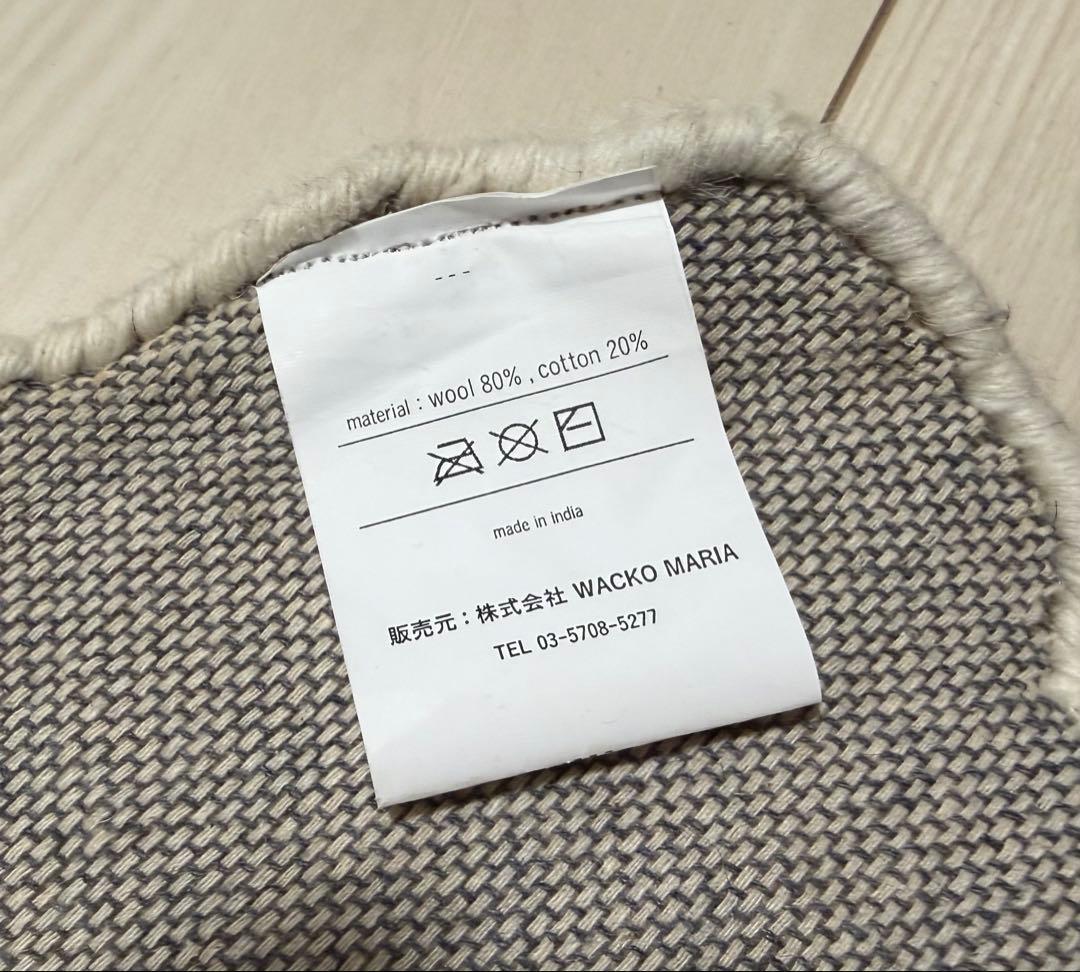 ---
material : wool 80% , cotton 20%
made in india
販売元：株式会社 WACKO MARIA
TEL 03-5708-5277